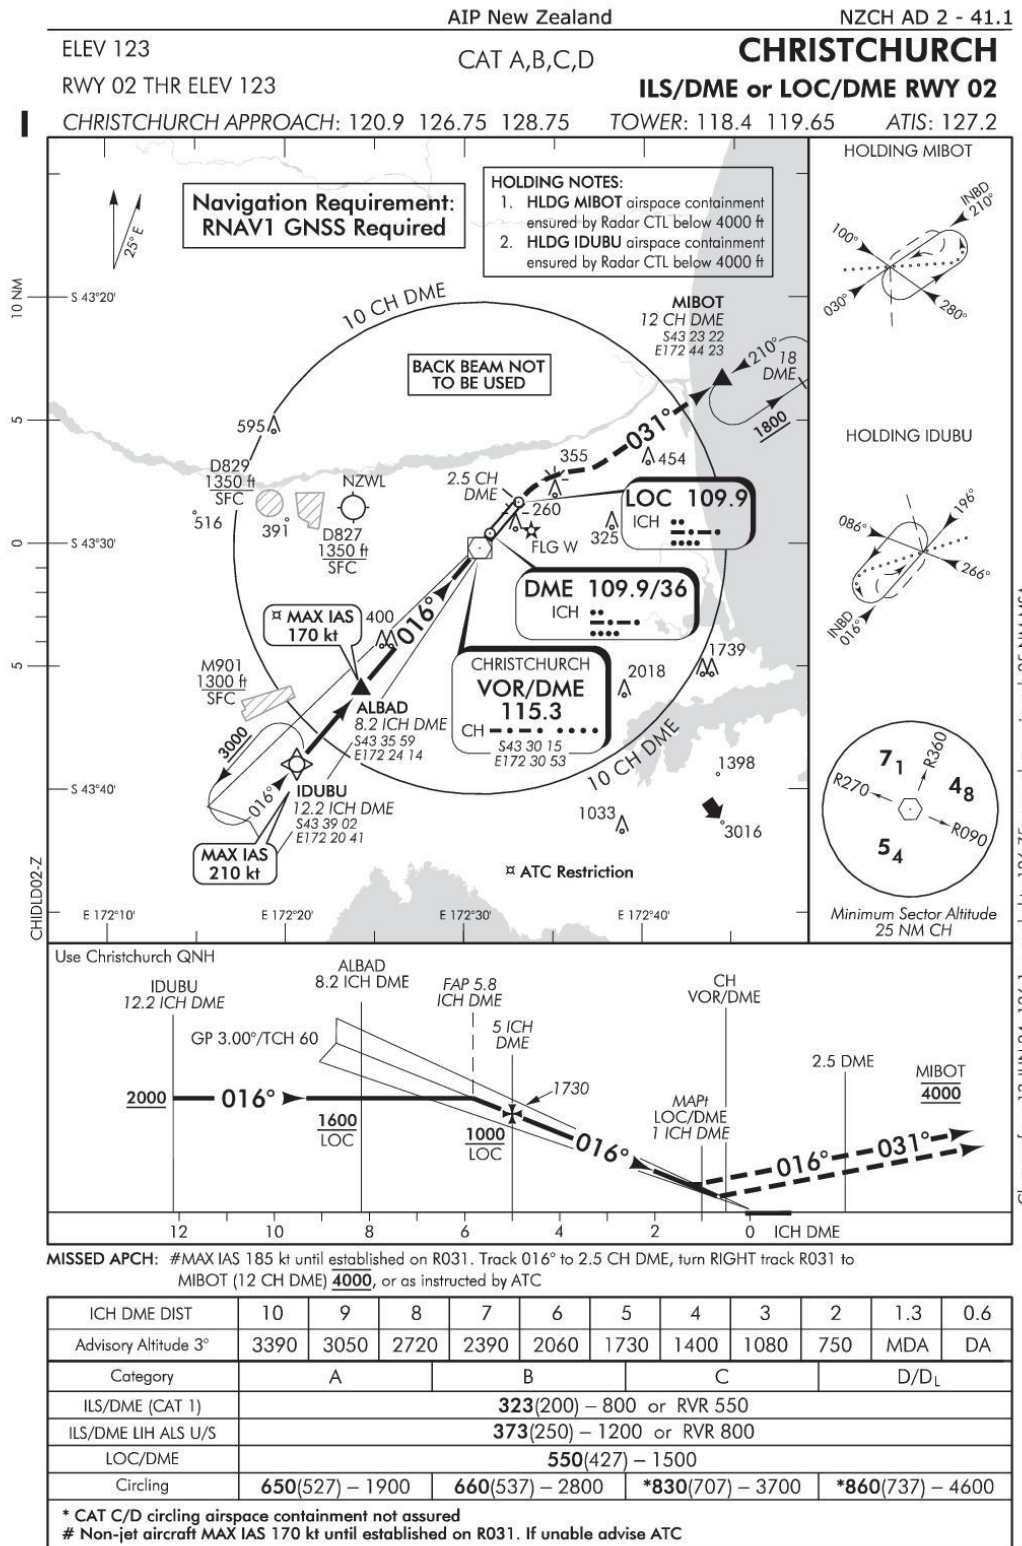 AIP New Zealand
NZCH AD 2 - 41.1
ELEV 123
RWY 02 THR ELEV 123
CAT A,B,C,D
CHRISTCHURCH
ILS/DME or LOC/DME RWY 02
CHRISTCHURCH APPROACH: 120.9 126.75 128.75 TOWER: 118.4 119.65 ATIS: 127.2
25° E
Navigation Requirement:
RNAV1 GNSS Required
HOLDING NOTES:
1. HLDG MIBOT airspace containment
ensured by Radar CTL below 4000 ft
2. HLDG IDUBU airspace containment
ensured by Radar CTL below 4000 ft
HOLDING MIBOT
INBD
210°
100°
030°
280°
10 NM
5
0
5
S 43°20'
S 43°30'
S 43°40'
10 CH DME
MIBOT
12 CH DME
S43 23 22
E172 44 23
210°
18
DME
1800
BACK BEAM NOT
TO BE USED
031°
595
D829
1350 ft
SFC
516
391
NZWL
D827
1350 ft
SFC
2.5 CH
DME
355
454
260
FLG W
325
LOC 109.9
ICH
DME 109.9/36
ICH
HOLDING IDUBU
196°
086°
266°
INBD
016°
¤ MAX IAS
170 kt
400
016°
CHRISTCHURCH
VOR/DME
115.3
CH
S43 30 15
E172 30 53
1739
2018
M901
1300 ft
SFC
ALBAD
8.2 ICH DME
S43 35 59
E172 24 14
3000
016°
IDUBU
12.2 ICH DME
S43 39 02
E172 20 41
MAX IAS
210 kt
10 CH DME
1398
1033
3016
¤ ATC Restriction
7₁
4₈
5₄
R360
R270
R090
Minimum Sector Altitude
25 NM CH
CHIDLD02-Z
E 172°10'
E 172°20'
E 172°30'
E 172°40'
Use Christchurch QNH
IDUBU
12.2 ICH DME
ALBAD
8.2 ICH DME
FAP 5.8
ICH DME
5 ICH
DME
CH
VOR/DME
GP 3.00°/TCH 60
2.5 DME
MIBOT
4000
1730
MAPt
LOC/DME
1 ICH DME
2000
016°
1600
LOC
1000
LOC
016°
016°
031°
12 10 8 6 4 2 0 ICH DME
MISSED APCH: #MAX IAS 185 kt until established on R031. Track 016° to 2.5 CH DME, turn RIGHT track R031 to
MIBOT (12 CH DME) 4000, or as instructed by ATC
ICH DME DIST 10 9 8 7 6 5 4 3 2 1.3 0.6
Advisory Altitude 3° 3390 3050 2720 2390 2060 1730 1400 1080 750 MDA DA
Category A B C D/D_L
ILS/DME (CAT 1) 323(200) – 800 or RVR 550
ILS/DME LIH ALS U/S 373(250) – 1200 or RVR 800
LOC/DME 550(427) – 1500
Circling 650(527) – 1900 660(537) – 2800 *830(707) – 3700 *860(737) – 4600
* CAT C/D circling airspace containment not assured
# Non-jet aircraft MAX IAS 170 kt until established on R031. If unable advise ATC